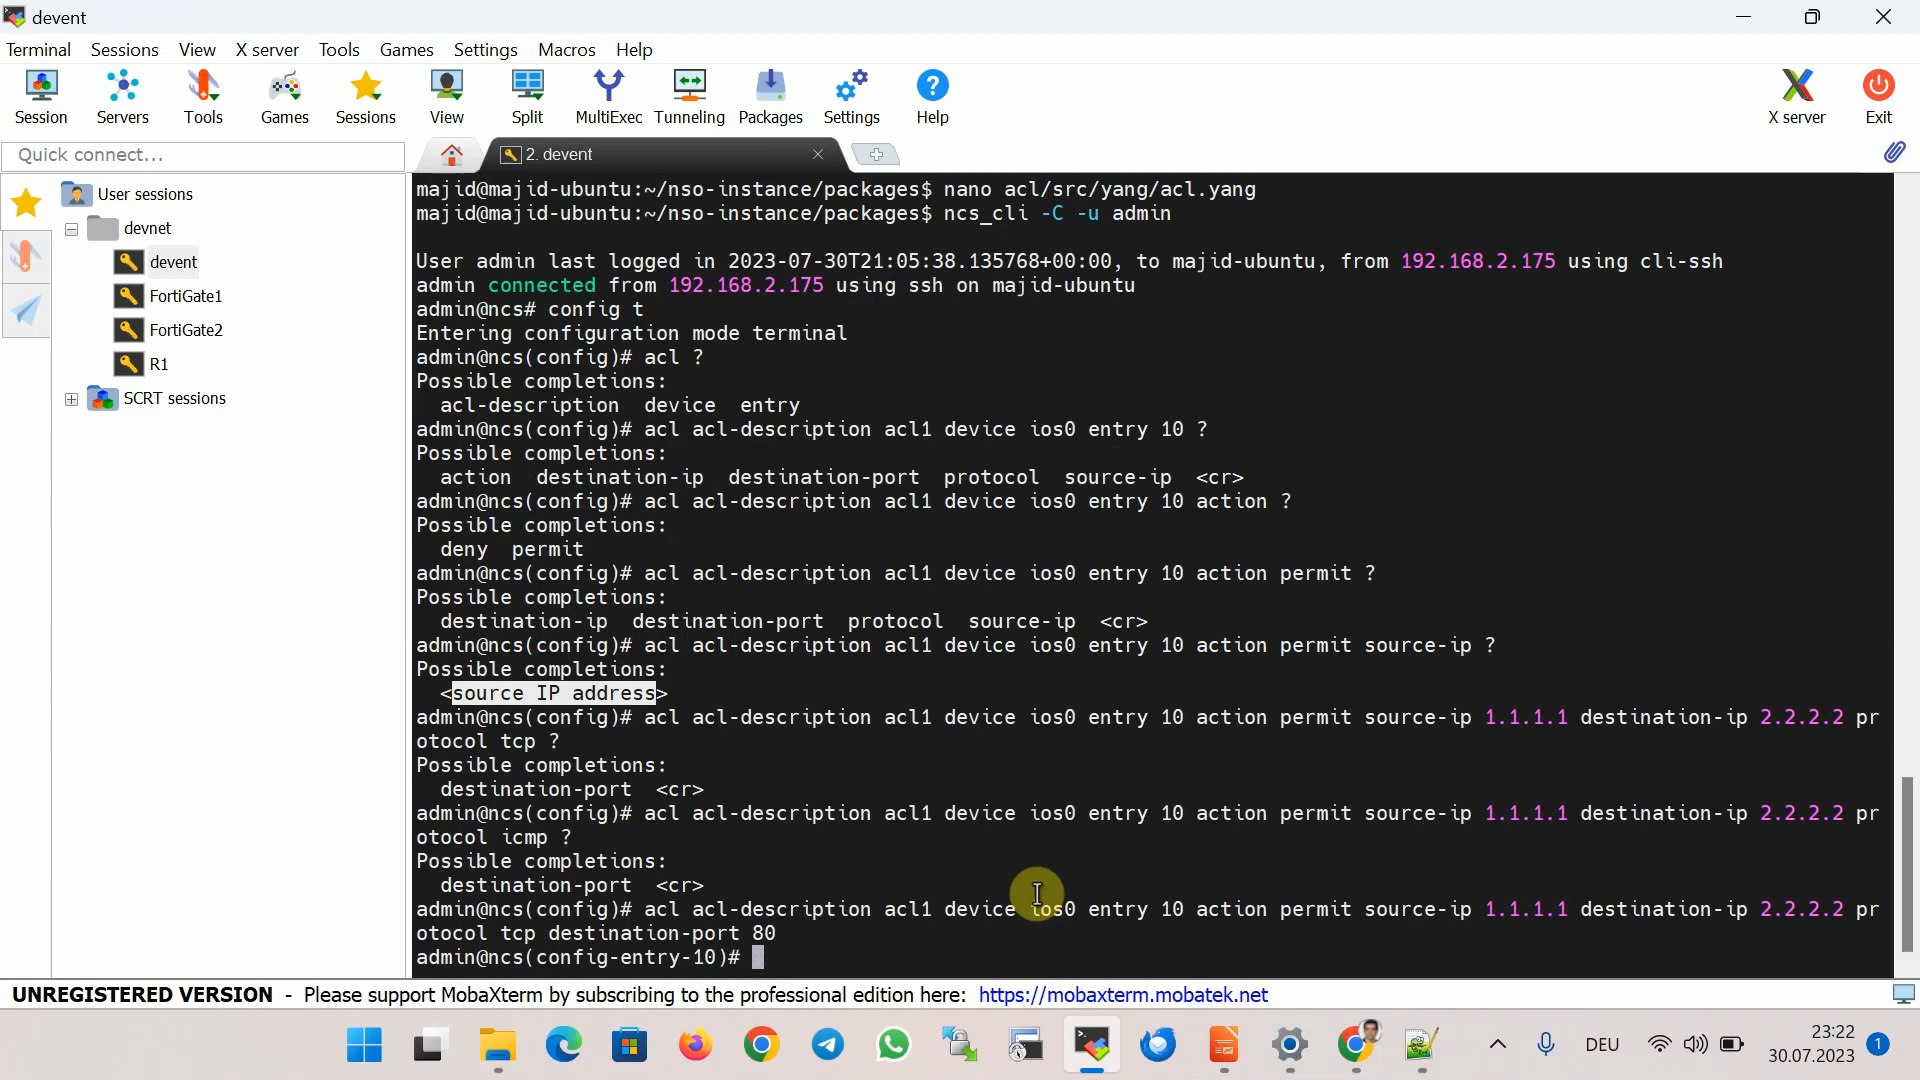 devent
Terminal Sessions View X server Tools Games Settings Macros Help
Session Servers Tools Games Sessions View Split MultiExec Tunneling Packages Settings Help X server Exit
Quick connect...
2. devent
User sessions
devnet
devent
FortiGate1
FortiGate2
R1
SCRT sessions
majid@majid-ubuntu:~/nso-instance/packages$ nano acl/src/yang/acl.yang
majid@majid-ubuntu:~/nso-instance/packages$ ncs_cli -C -u admin
User admin last logged in 2023-07-30T21:05:38.135768+00:00, to majid-ubuntu, from 192.168.2.175 using cli-ssh
admin connected from 192.168.2.175 using ssh on majid-ubuntu
admin@ncs# config t
Entering configuration mode terminal
admin@ncs(config)# acl ?
Possible completions:
acl-description device entry
admin@ncs(config)# acl acl-description acl1 device ios0 entry 10 ?
Possible completions:
action destination-ip destination-port protocol source-ip <cr>
admin@ncs(config)# acl acl-description acl1 device ios0 entry 10 action ?
Possible completions:
deny permit
admin@ncs(config)# acl acl-description acl1 device ios0 entry 10 action permit ?
Possible completions:
destination-ip destination-port protocol source-ip <cr>
admin@ncs(config)# acl acl-description acl1 device ios0 entry 10 action permit source-ip ?
Possible completions:
<source IP address>
admin@ncs(config)# acl acl-description acl1 device ios0 entry 10 action permit source-ip 1.1.1.1 destination-ip 2.2.2.2 pr
otocol tcp ?
Possible completions:
destination-port <cr>
admin@ncs(config)# acl acl-description acl1 device ios0 entry 10 action permit source-ip 1.1.1.1 destination-ip 2.2.2.2 pr
otocol icmp ?
Possible completions:
destination-port <cr>
admin@ncs(config)# acl acl-description acl1 device ios0 entry 10 action permit source-ip 1.1.1.1 destination-ip 2.2.2.2 pr
otocol tcp destination-port 80
admin@ncs(config-entry-10)#
UNREGISTERED VERSION - Please support MobaXterm by subscribing to the professional edition here: https://mobaxterm.mobatek.net
DEU
23:22
30.07.2023
1